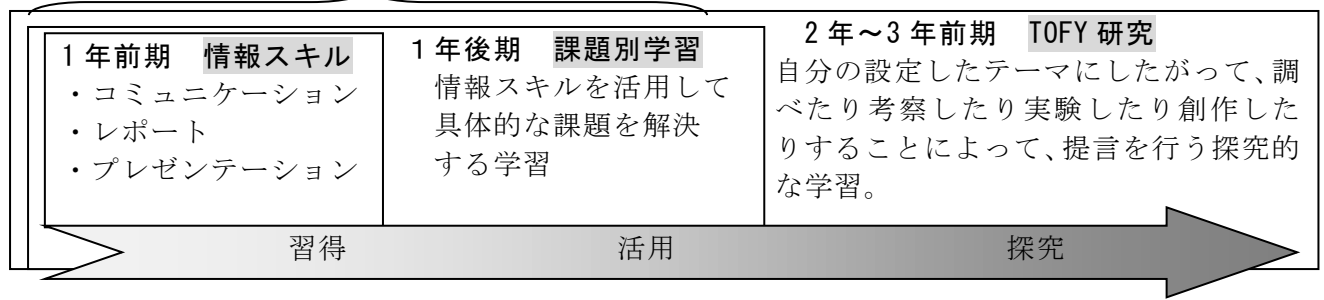 1年前期　情報スキル
・コミュニケーション
・レポート
・プレゼンテーション
1年後期　課題別学習
情報スキルを活用して
具体的な課題を解決
する学習
2年～3年前期　TOFY研究
自分の設定したテーマにしたがって、調
べたり考察したり実験したり創作した
りすることによって、提言を行う探究的
な学習。
習得
活用
探究